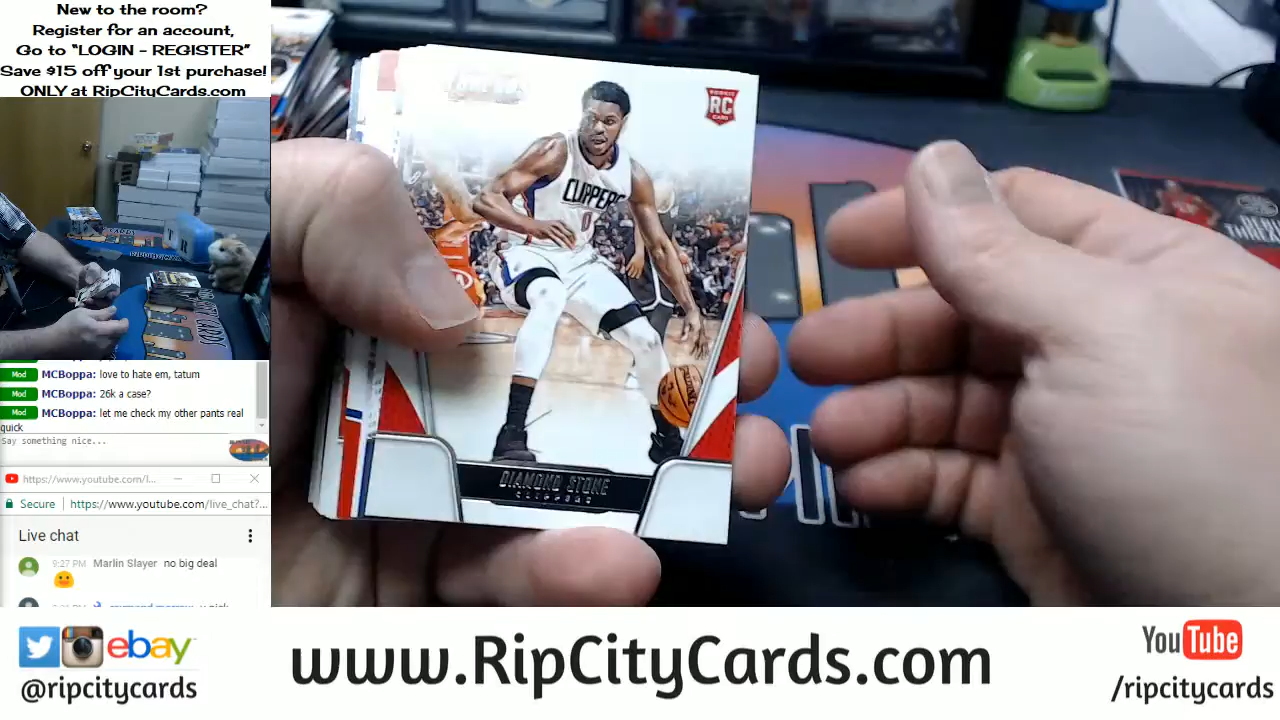 New to the room?
Register for an account,
Go to "LOGIN - REGISTER"
Save $15 off your 1st purchase!
ONLY at RipCityCards.com
ROOKIE
RC
CARD
CLIPPERS
0
DIAMOND STONE
CLIPPERS
Mod MCBoppa: love to hate em, tatum
Mod MCBoppa: 26k a case?
Mod MCBoppa: let me check my other pants real
quick
Say something nice...
https://www.youtube.com/l...
Secure https://www.youtube.com/live_chat?...
Live chat
9:27 PM Marlin Slayer no big deal
ebay
@ripcitycards
www.RipCityCards.com
YouTube
/ripcitycards